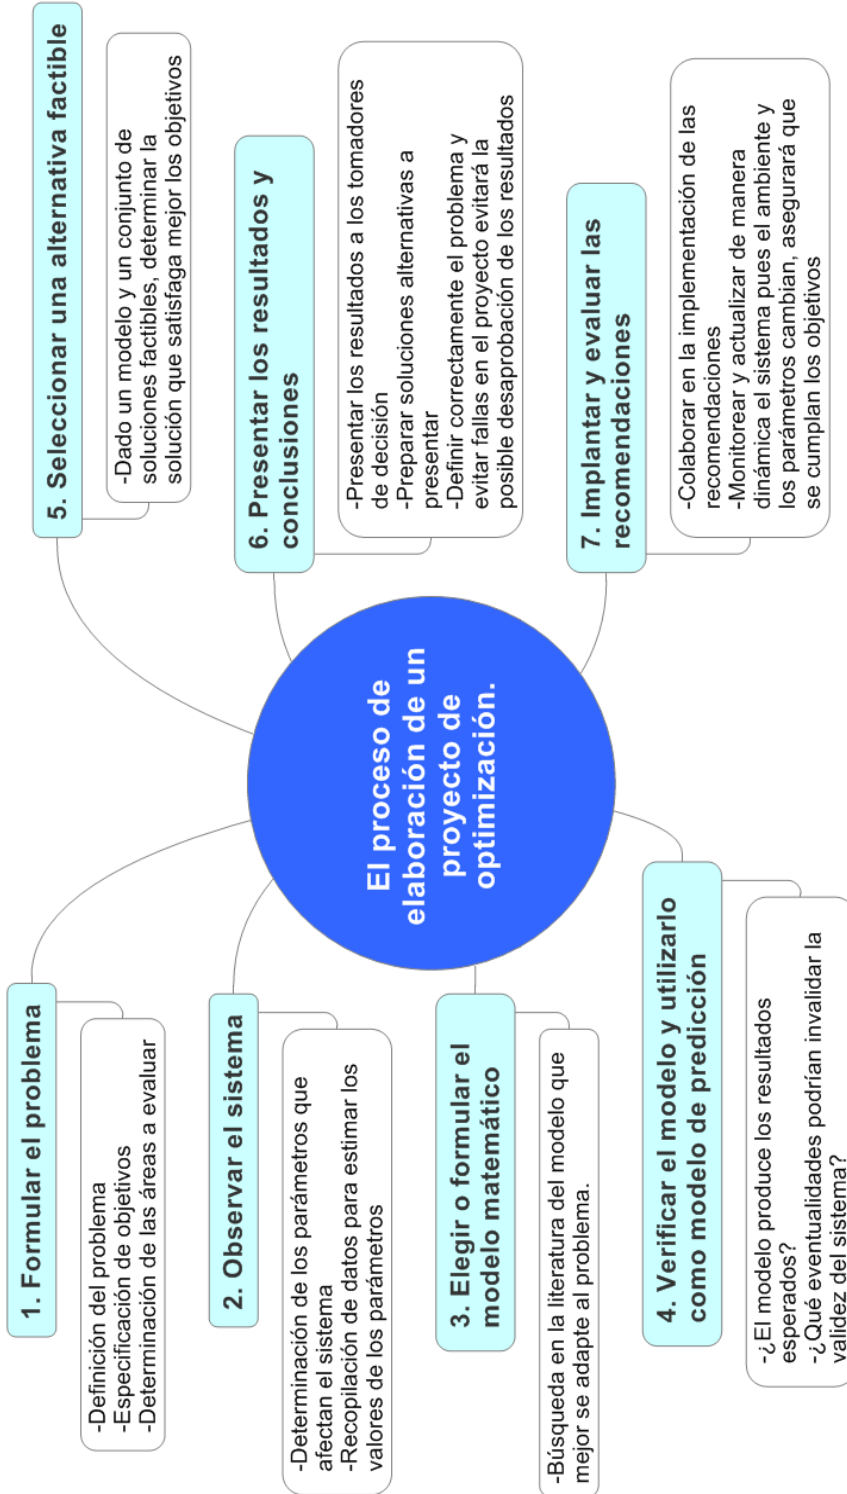 El proceso de
elaboración de un
proyecto de
optimización.
1. Formular el problema
-Definición del problema
-Especificación de objetivos
-Determinación de las áreas a evaluar
2. Observar el sistema
-Determinación de los parámetros que
afectan el sistema
-Recopilación de datos para estimar los
valores de los parámetros
3. Elegir o formular el
modelo matemático
-Búsqueda en la literatura del modelo que
mejor se adapte al problema.
4. Verificar el modelo y utilizarlo
como modelo de predicción
-¿El modelo produce los resultados
esperados?
-¿Qué eventualidades podrían invalidar la
validez del sistema?
5. Seleccionar una alternativa factible
-Dado un modelo y un conjunto de
soluciones factibles, determinar la
solución que satisfaga mejor los objetivos
6. Presentar los resultados y
conclusiones
-Presentar los resultados a los tomadores
de decisión
-Preparar soluciones alternativas a
presentar
-Definir correctamente el problema y
evitar fallas en el proyecto evitará la
posible desaprobación de los resultados
7. Implantar y evaluar las
recomendaciones
-Colaborar en la implementación de las
recomendaciones
-Monitorear y actualizar de manera
dinámica el sistema pues el ambiente y
los parámetros cambian, asegurará que
se cumplan los objetivos